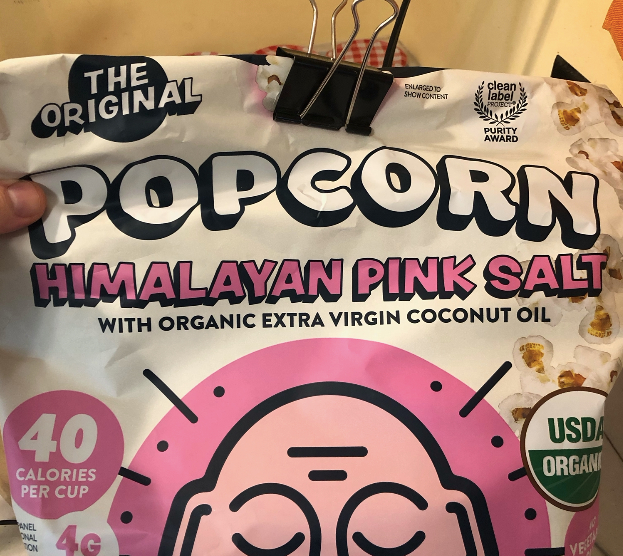 THE
ORIGINAL
ENLARGED TO
SHOW CONTENT
clean
label
PROJECT
PURITY
AWARD
POPCORN
HIMALAYAN PINK SALT
WITH ORGANIC EXTRA VIRGIN COCONUT OIL
40
CALORIES
PER CUP
USDA
ORGANIC
4G